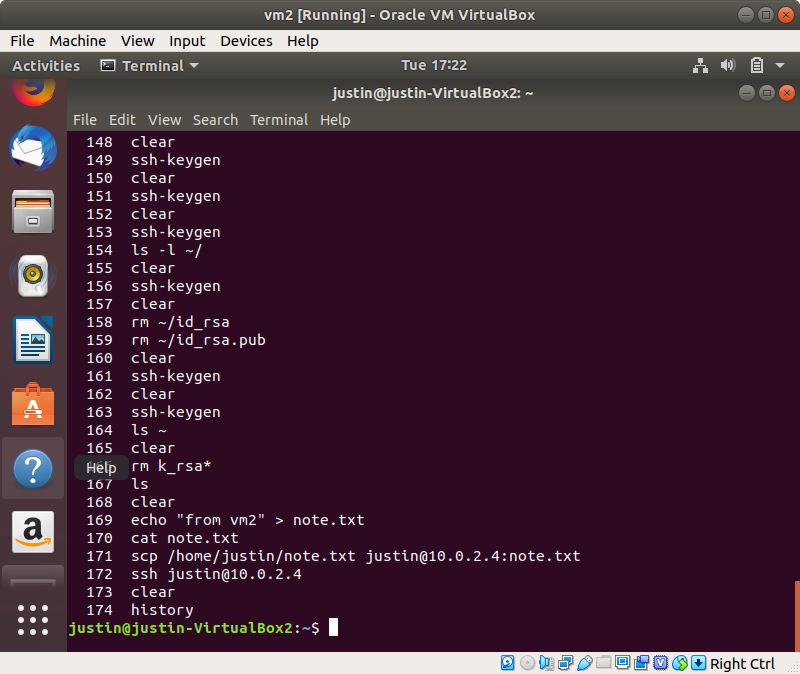 vm2 [Running] - Oracle VM VirtualBox
File Machine View Input Devices Help
Activities Terminal Tue 17:22
justin@justin-VirtualBox2: ~
File Edit View Search Terminal Help
148 clear
149 ssh-keygen
150 clear
151 ssh-keygen
152 clear
153 ssh-keygen
154 ls -l ~/
155 clear
156 ssh-keygen
157 clear
158 rm ~/id_rsa
159 rm ~/id_rsa.pub
160 clear
161 ssh-keygen
162 clear
163 ssh-keygen
164 ls ~
165 clear
Help rm k_rsa*
167 ls
168 clear
169 echo "from vm2" > note.txt
170 cat note.txt
171 scp /home/justin/note.txt justin@10.0.2.4:note.txt
172 ssh justin@10.0.2.4
173 clear
174 history
justin@justin-VirtualBox2:~$
Right Ctrl